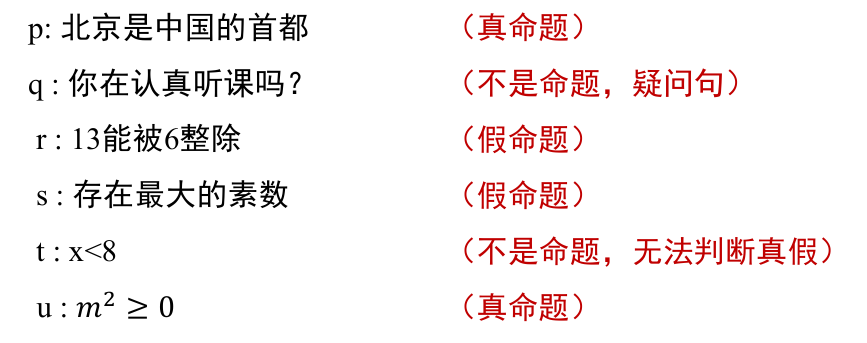 p: 北京是中国的首都 （真命题）
q : 你在认真听课吗？ （不是命题，疑问句）
r : 13能被6整除 （假命题）
s : 存在最大的素数 （假命题）
t : x<8 （不是命题，无法判断真假）
u : m² ≥ 0 （真命题）